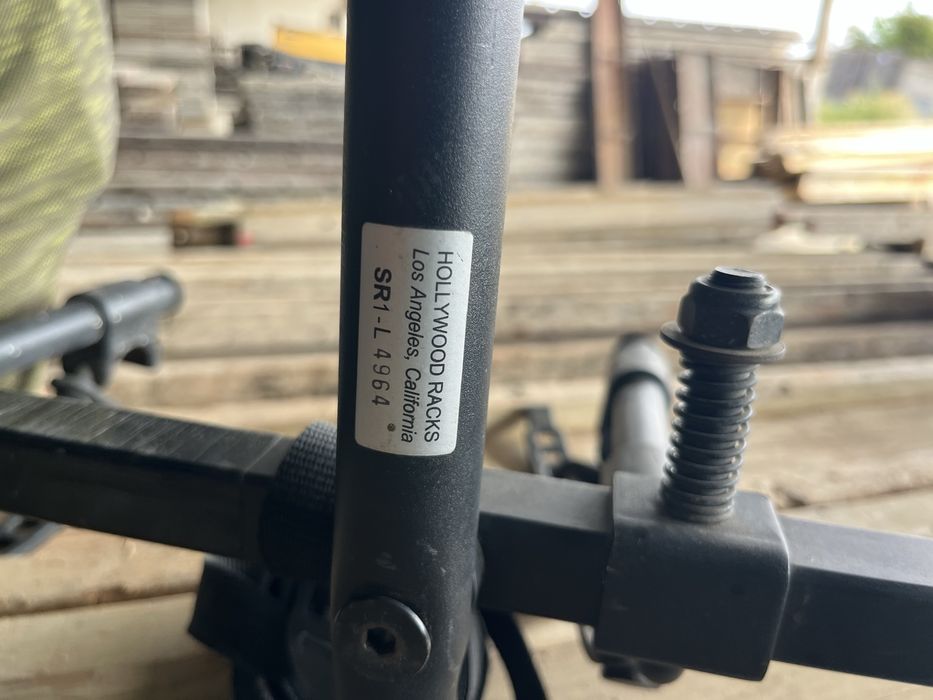 HOLLYWOOD RACKS
Los Angeles, California
SR1-L 4964